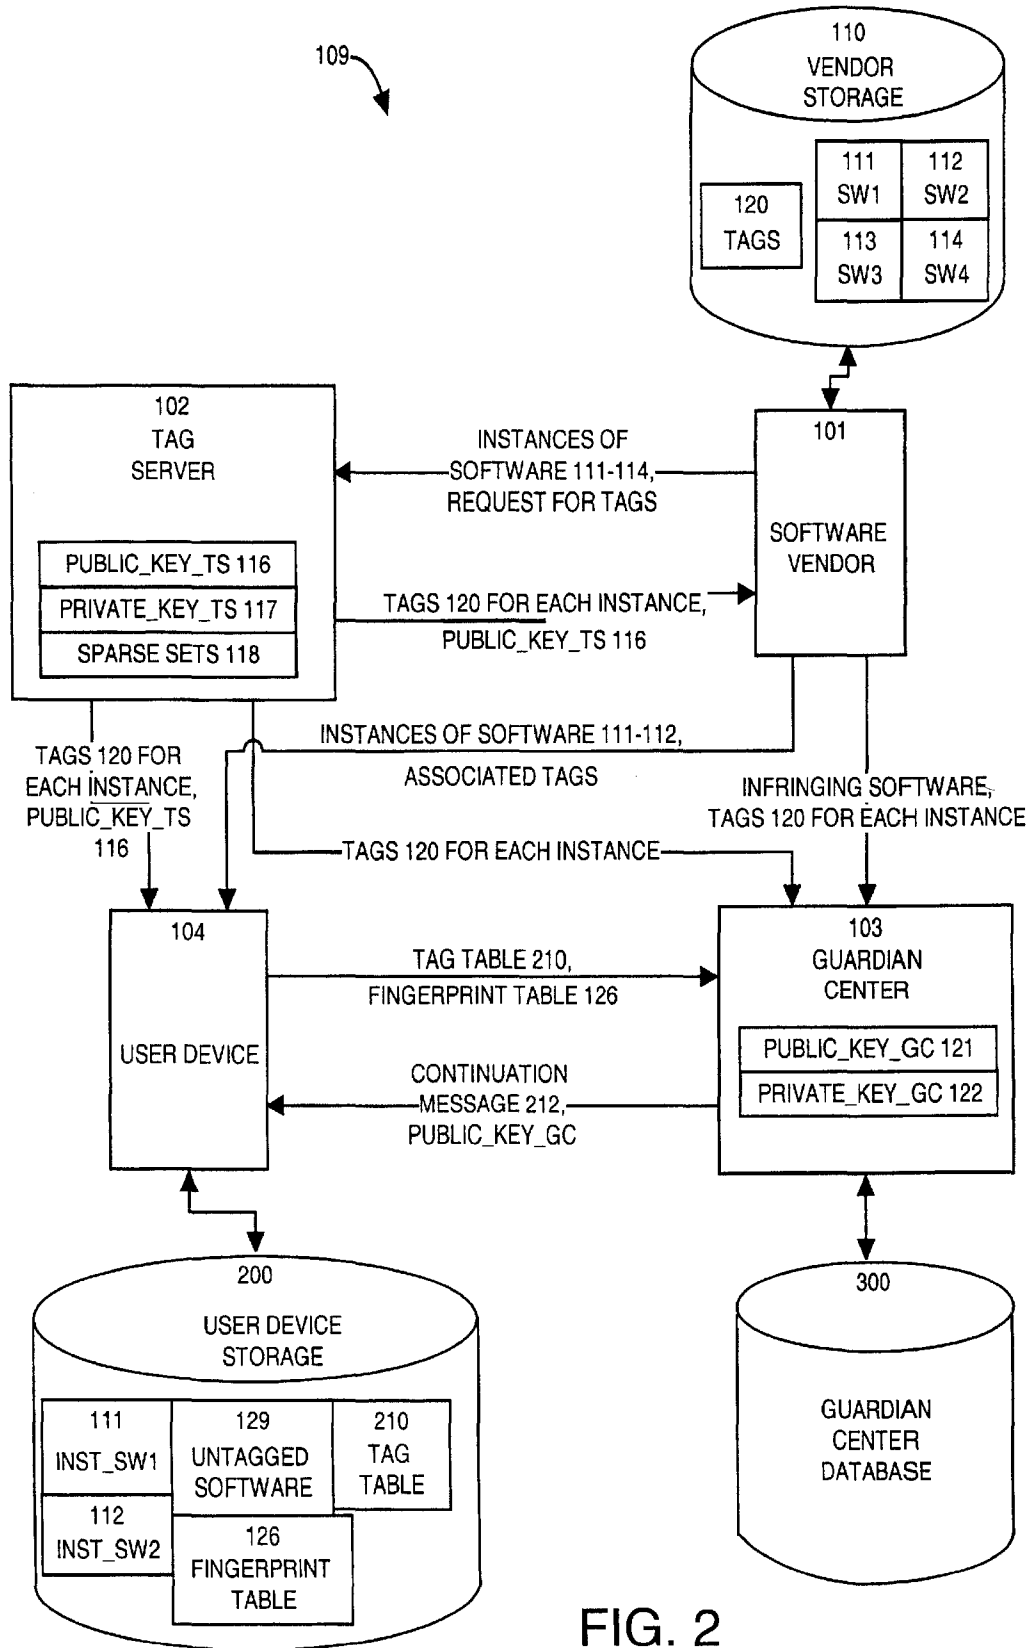 109
110
VENDOR
STORAGE
111
SW1
112
SW2
120
TAGS
113
SW3
114
SW4
102
TAG
SERVER
PUBLIC_KEY_TS 116
PRIVATE_KEY_TS 117
SPARSE SETS 118
INSTANCES OF
SOFTWARE 111-114,
REQUEST FOR TAGS
101
SOFTWARE
VENDOR
TAGS 120 FOR EACH INSTANCE,
PUBLIC_KEY_TS 116
TAGS 120 FOR
EACH INSTANCE,
PUBLIC_KEY_TS
116
INSTANCES OF SOFTWARE 111-112,
ASSOCIATED TAGS
INFRINGING SOFTWARE,
TAGS 120 FOR EACH INSTANCE
TAGS 120 FOR EACH INSTANCE
104
USER DEVICE
TAG TABLE 210,
FINGERPRINT TABLE 126
CONTINUATION
MESSAGE 212,
PUBLIC_KEY_GC
103
GUARDIAN
CENTER
PUBLIC_KEY_GC 121
PRIVATE_KEY_GC 122
200
USER DEVICE
STORAGE
111
INST_SW1
129
UNTAGGED
SOFTWARE
210
TAG
TABLE
112
INST_SW2
126
FINGERPRINT
TABLE
300
GUARDIAN
CENTER
DATABASE
FIG. 2